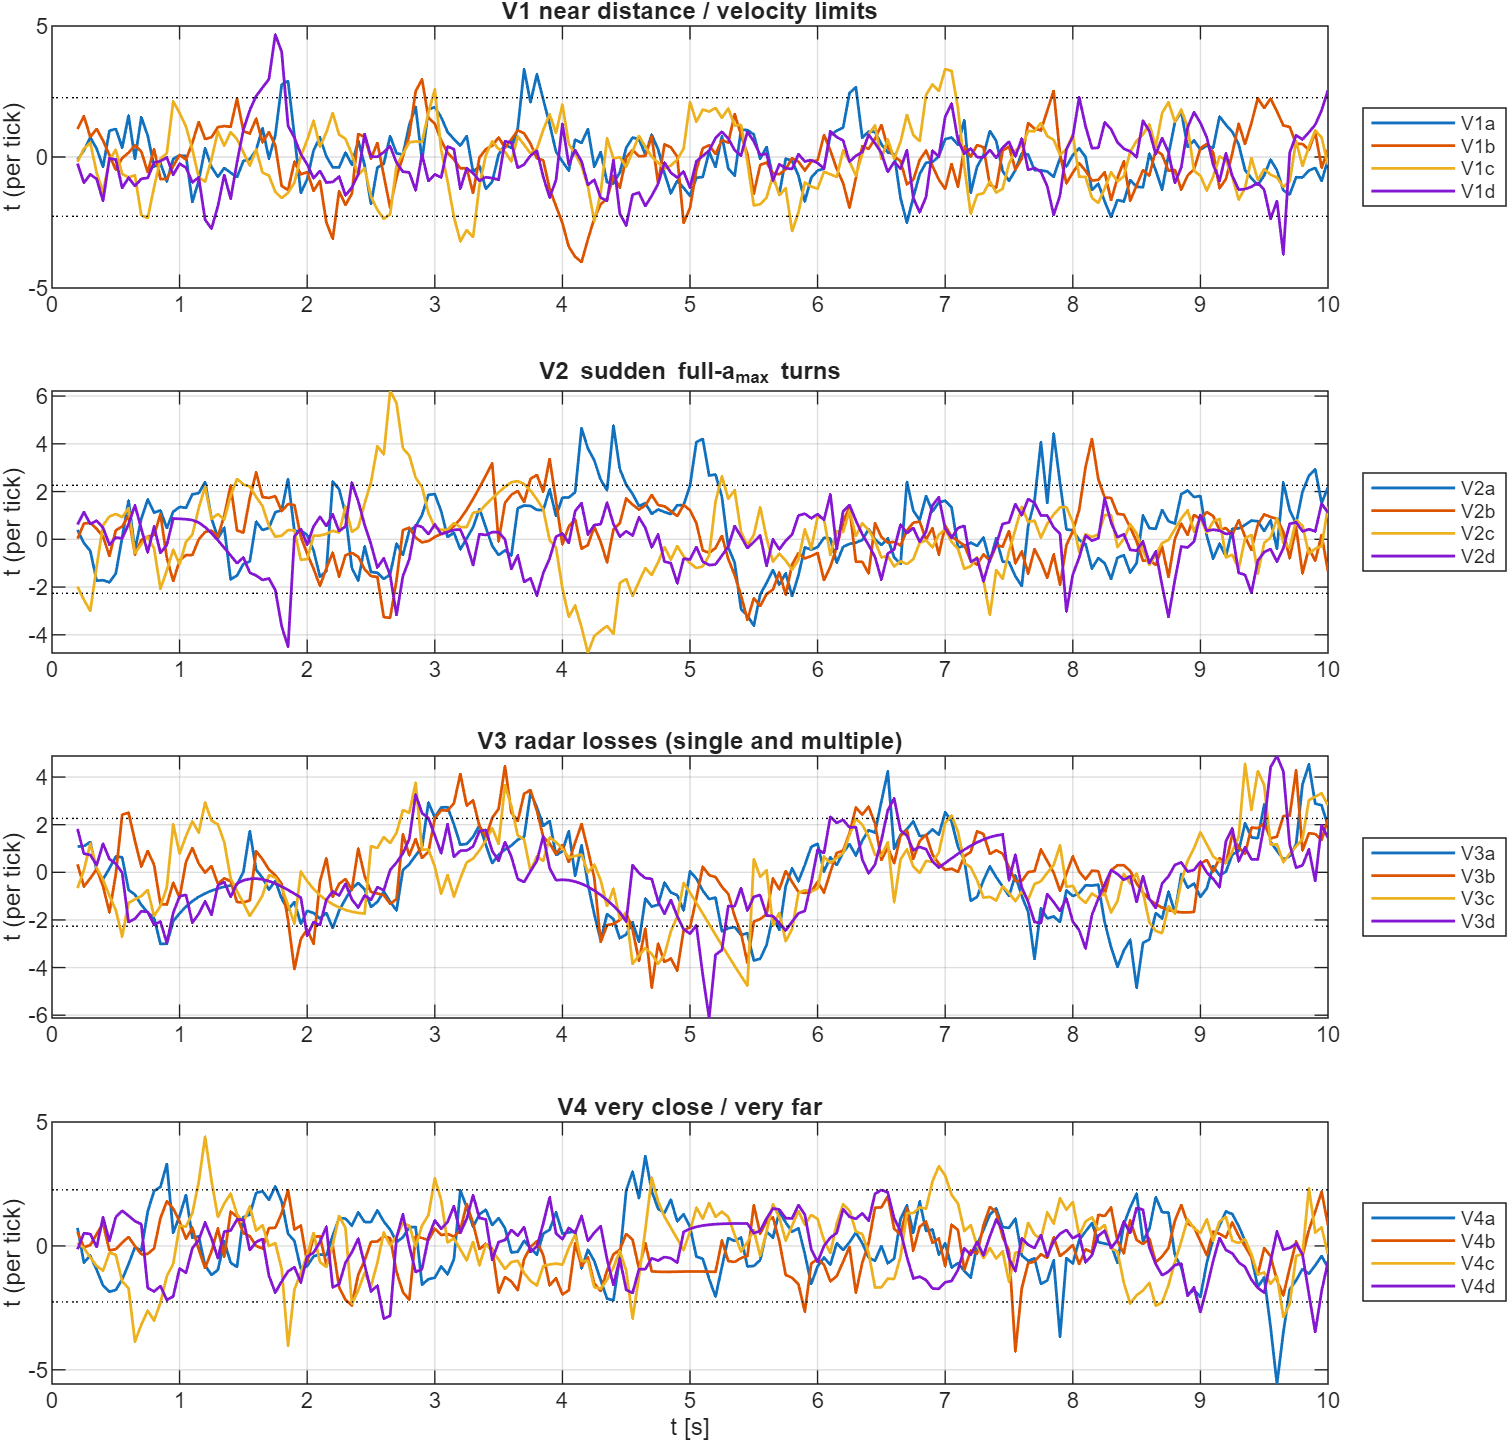 V1 near distance / velocity limits
t (per tick)
5
0
-5
0 1 2 3 4 5 6 7 8 9 10
V1a
V1b
V1c
V1d
V2 sudden full-amax turns
t (per tick)
6
4
2
0
-2
-4
0 1 2 3 4 5 6 7 8 9 10
V2a
V2b
V2c
V2d
V3 radar losses (single and multiple)
t (per tick)
4
2
0
-2
-4
-6
0 1 2 3 4 5 6 7 8 9 10
V3a
V3b
V3c
V3d
V4 very close / very far
t (per tick)
5
0
-5
0 1 2 3 4 5 6 7 8 9 10
t [s]
V4a
V4b
V4c
V4d